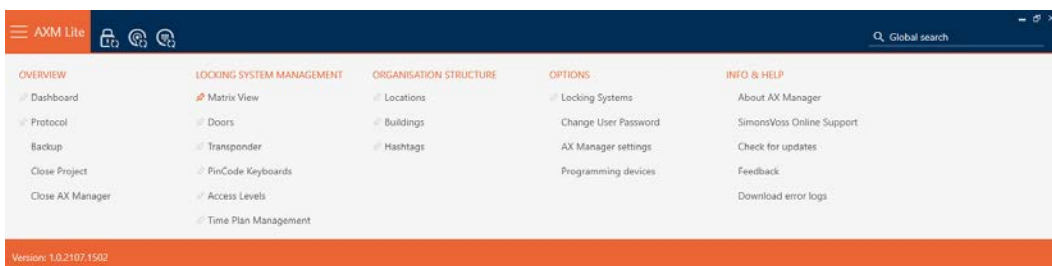 AXM Lite
Global search
OVERVIEW
Dashboard
Protocol
Backup
Close Project
Close AX Manager
LOCKING SYSTEM MANAGEMENT
Matrix View
Doors
Transponder
PinCode Keyboards
Access Levels
Time Plan Management
ORGANISATION STRUCTURE
Locations
Buildings
Hashtags
OPTIONS
Locking Systems
Change User Password
AX Manager settings
Programming devices
INFO & HELP
About AX Manager
SimonsVoss Online Support
Check for updates
Feedback
Download error logs
Version: 1.0.2107.1502